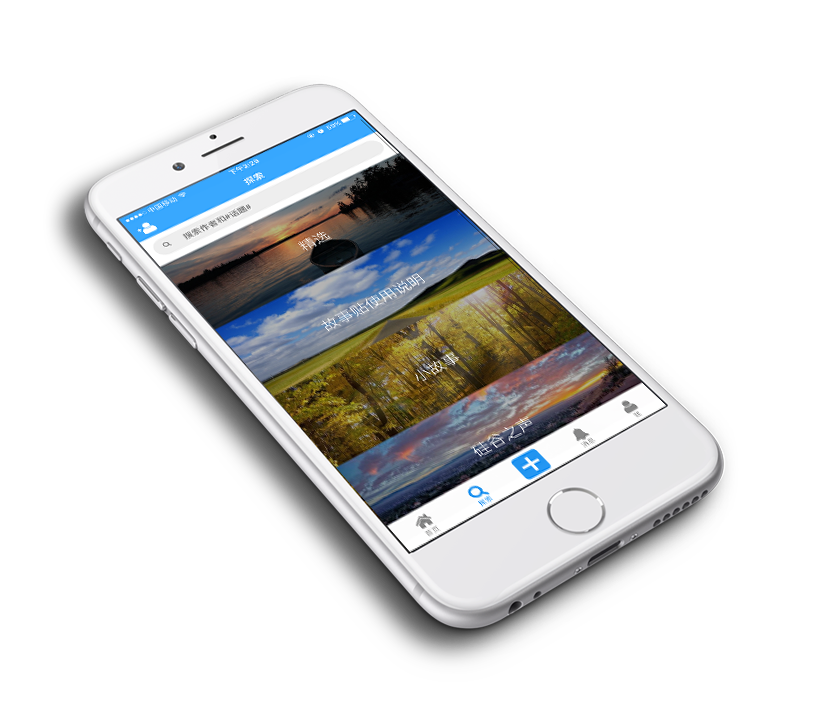 中国移动
下午2:29
59%
探索
探索作者和#话题#
精选
故事贴使用说明
小故事
硅谷之声
首页
探索
消息
我